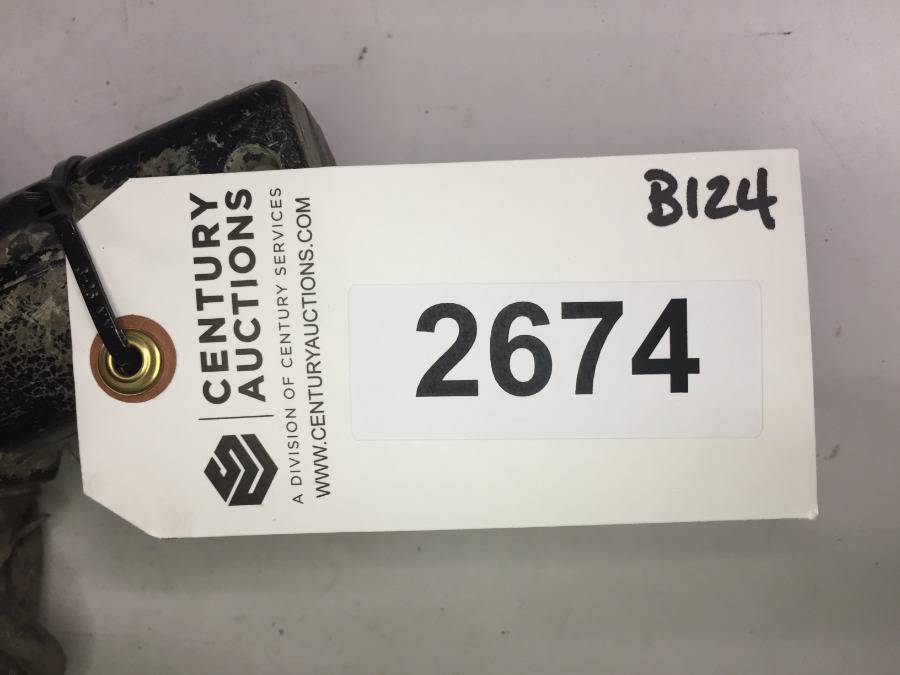 B124
2674
CENTURY
AUCTIONS
A DIVISION OF CENTURY SERVICES
WWW.CENTURYAUCTIONS.COM